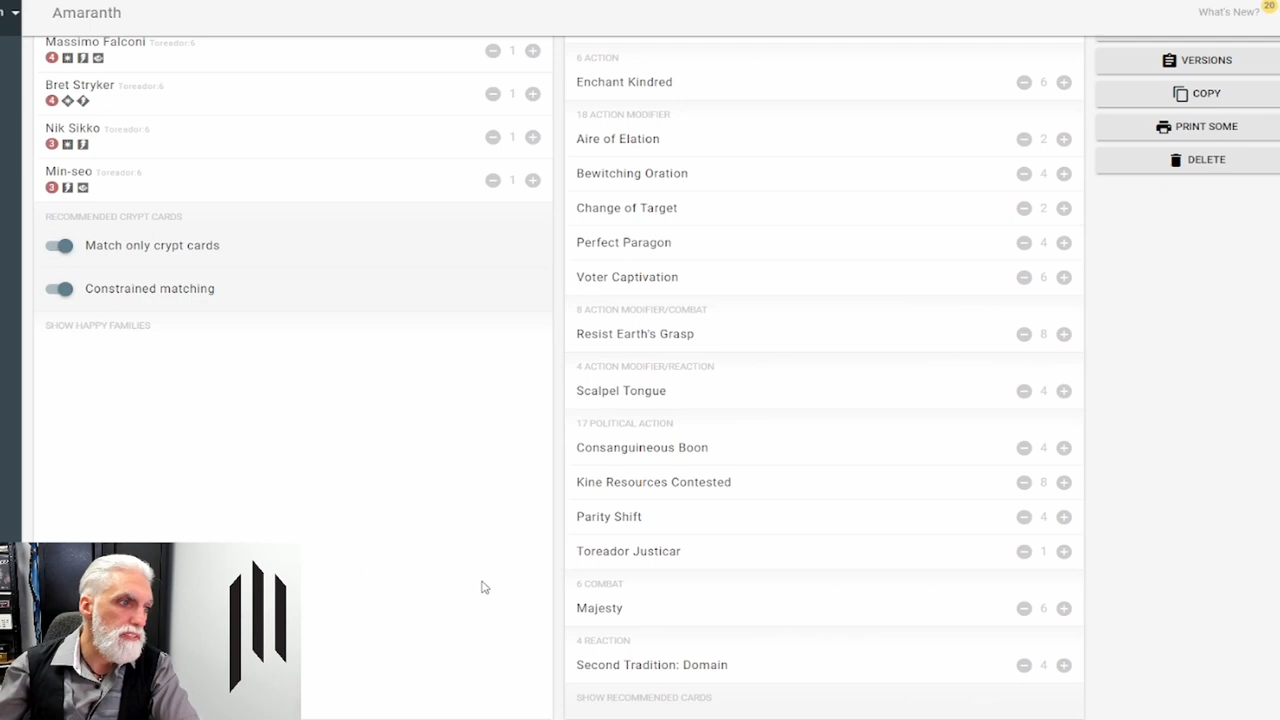 n
Amaranth
What's New?
20
Massimo Falconi Toreador:6
4
1
Bret Stryker Toreador:6
4
1
Nik Sikko Toreador:6
3
1
Min-seo Toreador:6
3
1
RECOMMENDED CRYPT CARDS
Match only crypt cards
Constrained matching
SHOW HAPPY FAMILIES
6 ACTION
Enchant Kindred 6
18 ACTION MODIFIER
Aire of Elation 2
Bewitching Oration 4
Change of Target 2
Perfect Paragon 4
Voter Captivation 6
8 ACTION MODIFIER/COMBAT
Resist Earth's Grasp 8
4 ACTION MODIFIER/REACTION
Scalpel Tongue 4
17 POLITICAL ACTION
Consanguineous Boon 4
Kine Resources Contested 8
Parity Shift 4
Toreador Justicar 1
6 COMBAT
Majesty 6
4 REACTION
Second Tradition: Domain 4
SHOW RECOMMENDED CARDS
VERSIONS
COPY
PRINT SOME
DELETE